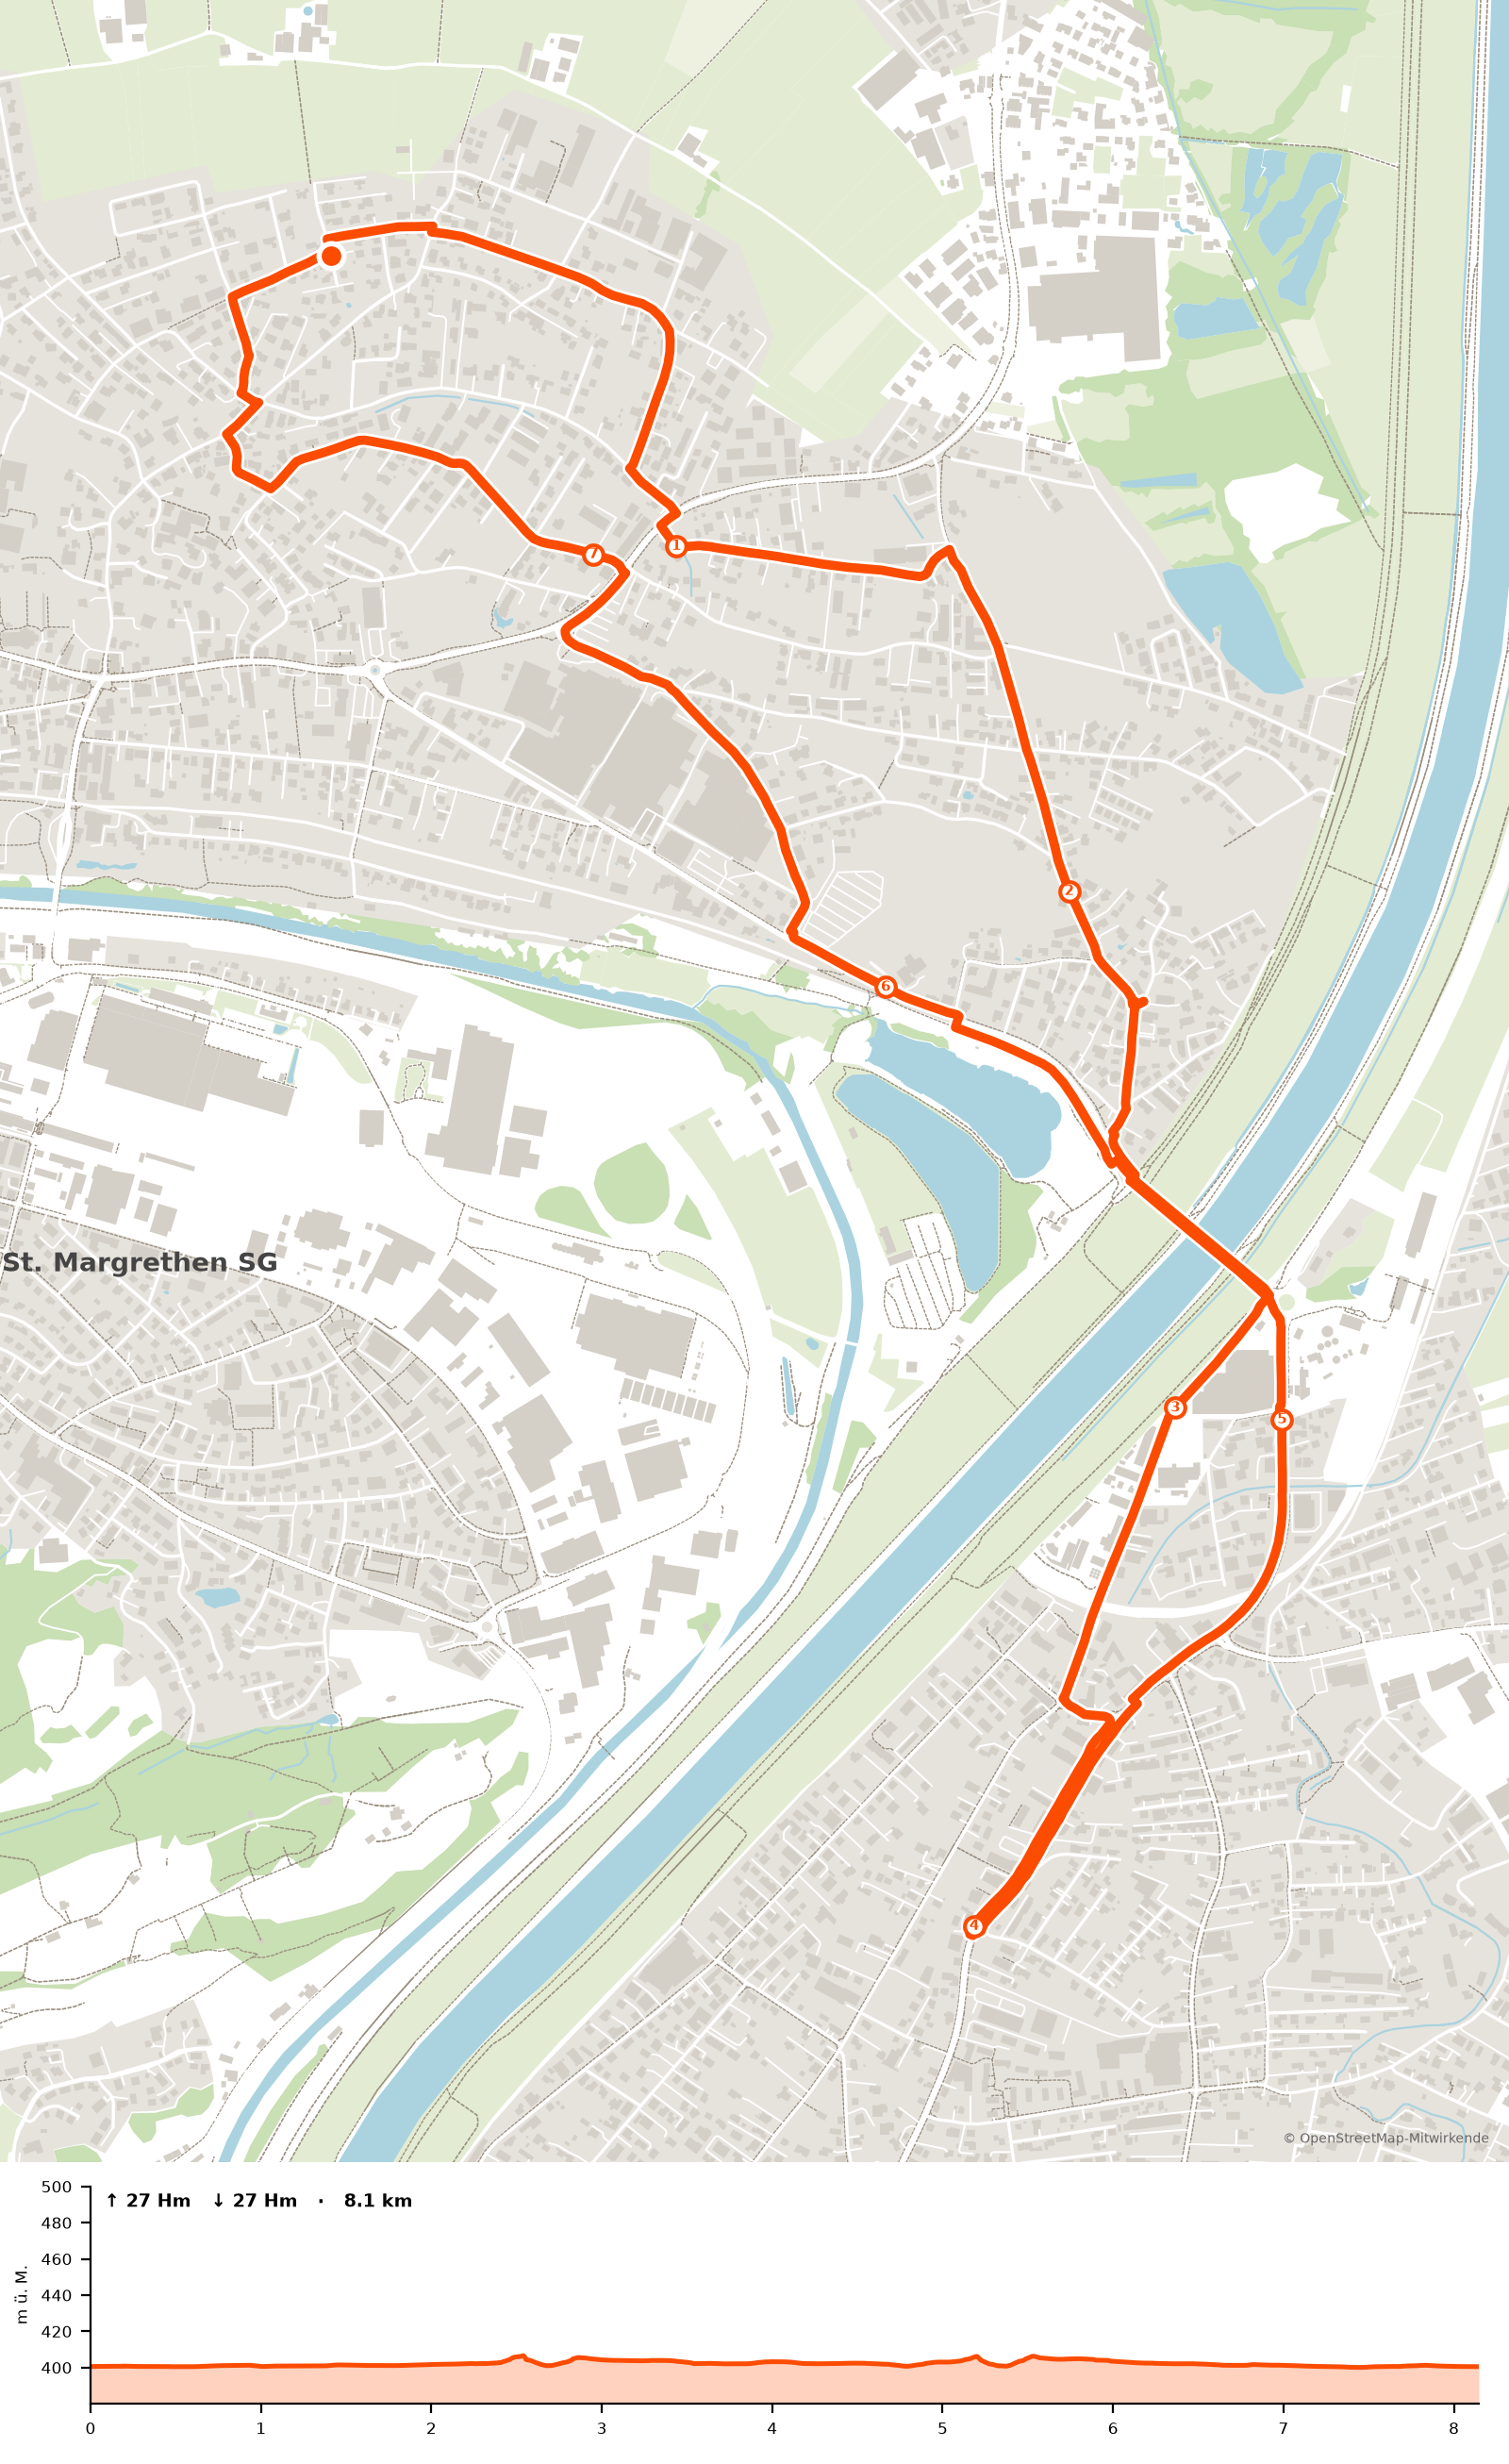 1
7
2
6
St. Margrethen SG
3
5
4
© OpenStreetMap-Mitwirkende
↑ 27 Hm ↓ 27 Hm · 8.1 km
500
480
460
440
420
400
m ü. M.
0 1 2 3 4 5 6 7 8